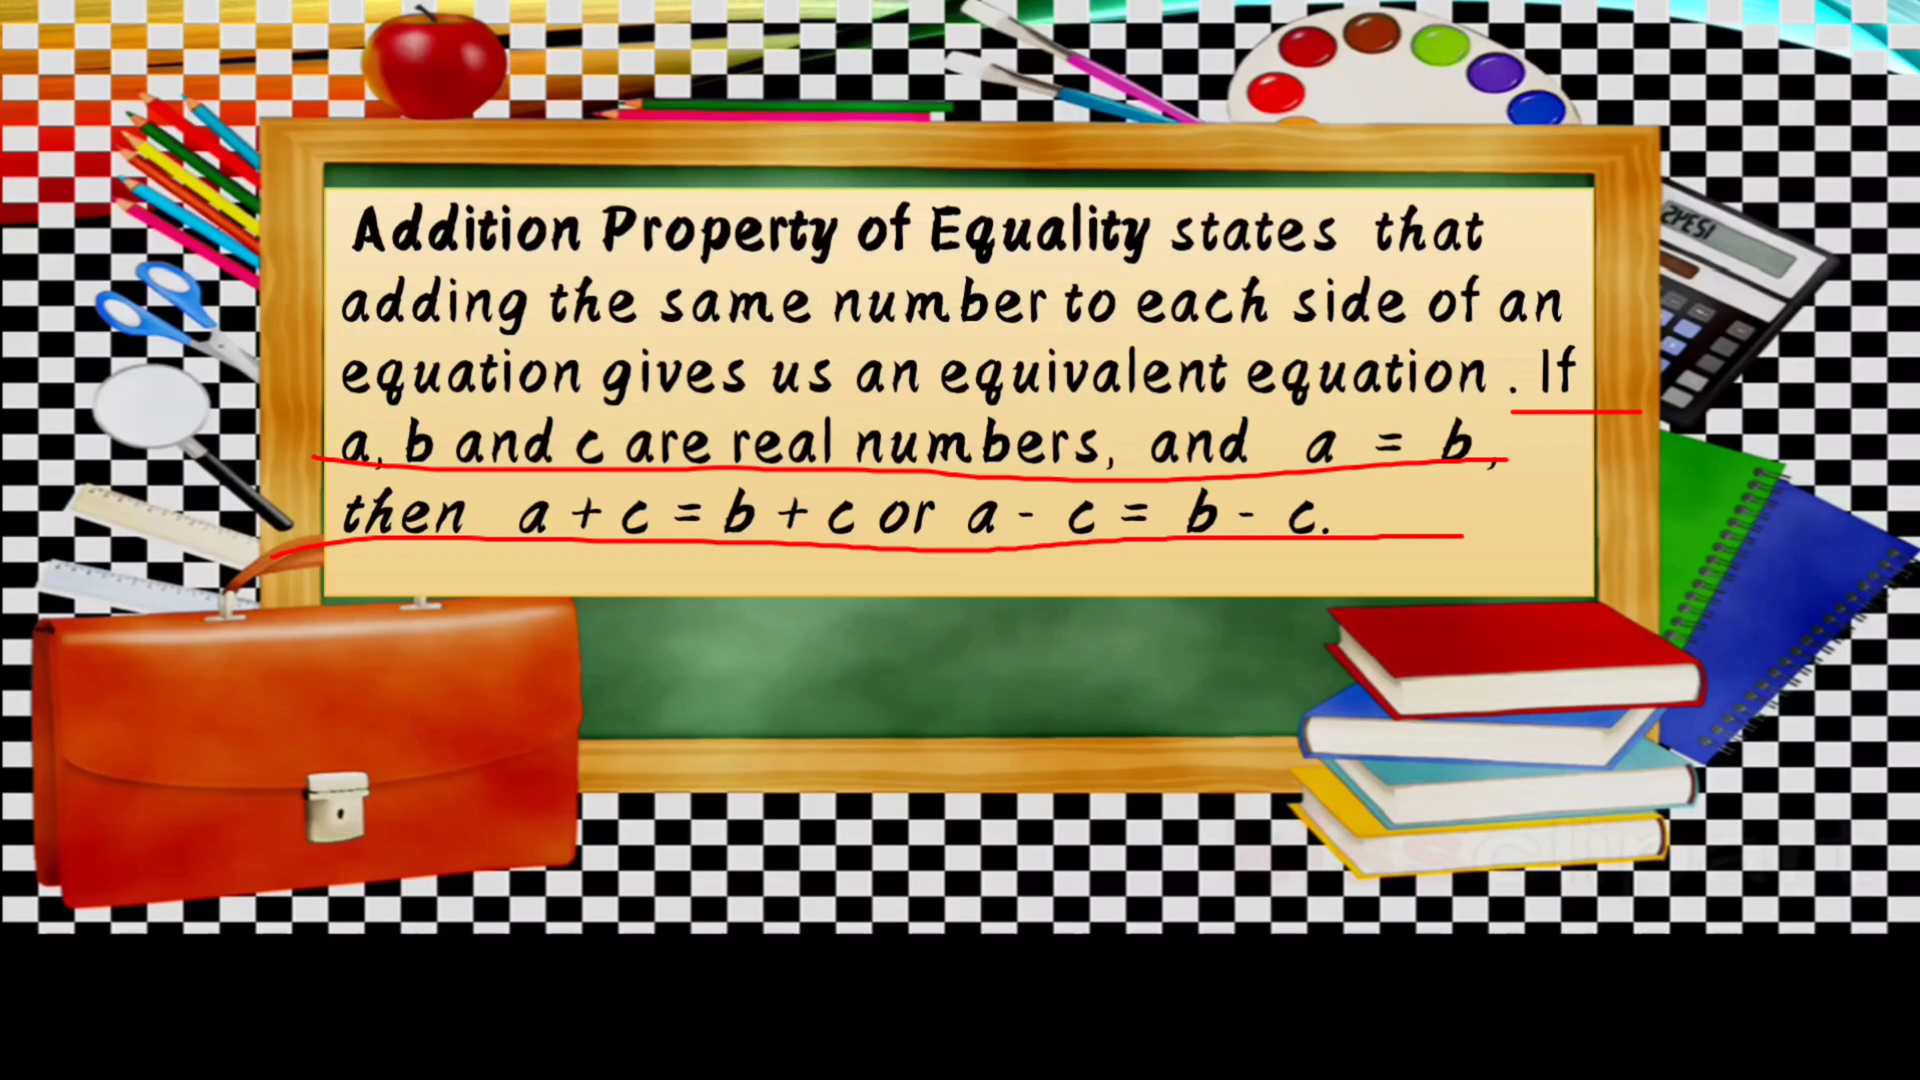 Addition Property of Equality states that
adding the same number to each side of an
equation gives us an equivalent equation . If
a, b and c are real numbers, and a = b ,
then a + c = b + c or a - c = b - c.